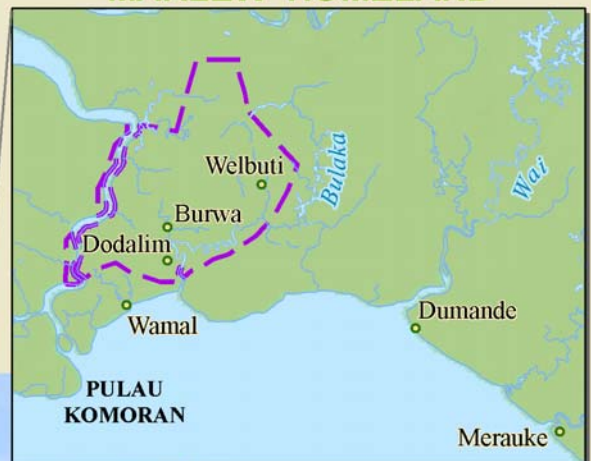 Welbuti
Bulaka
Wai
Burwa
Dodalim
Wamal
Dumande
PULAU
KOMORAN
Merauke